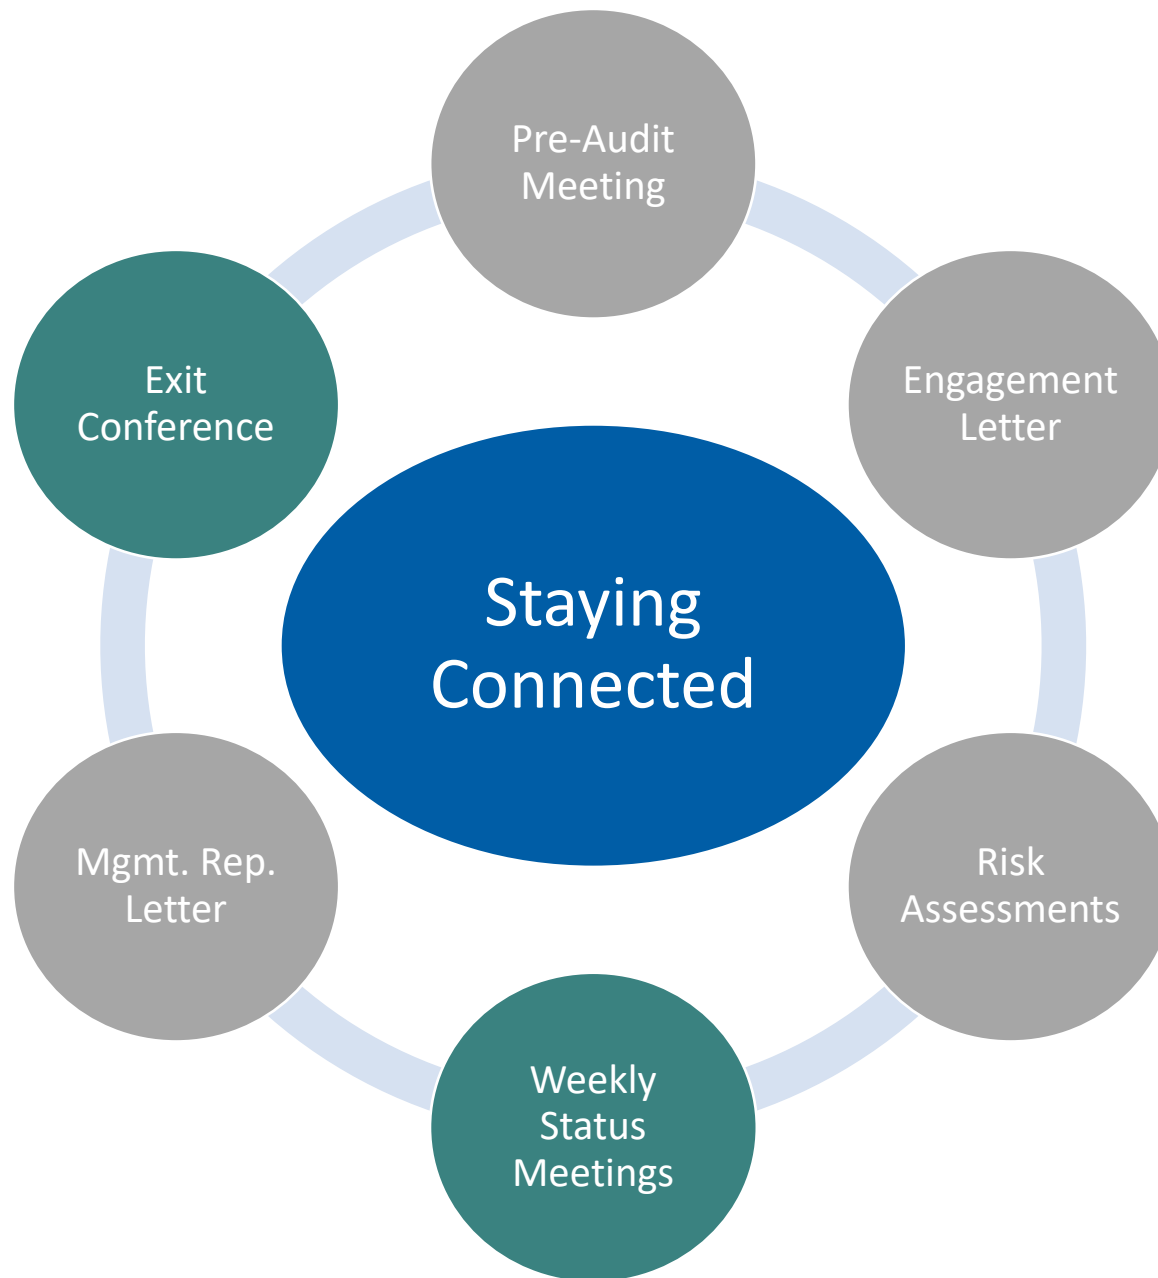 Pre-Audit
Meeting
Engagement
Letter
Risk
Assessments
Weekly
Status
Meetings
Mgmt. Rep.
Letter
Exit
Conference
Staying
Connected